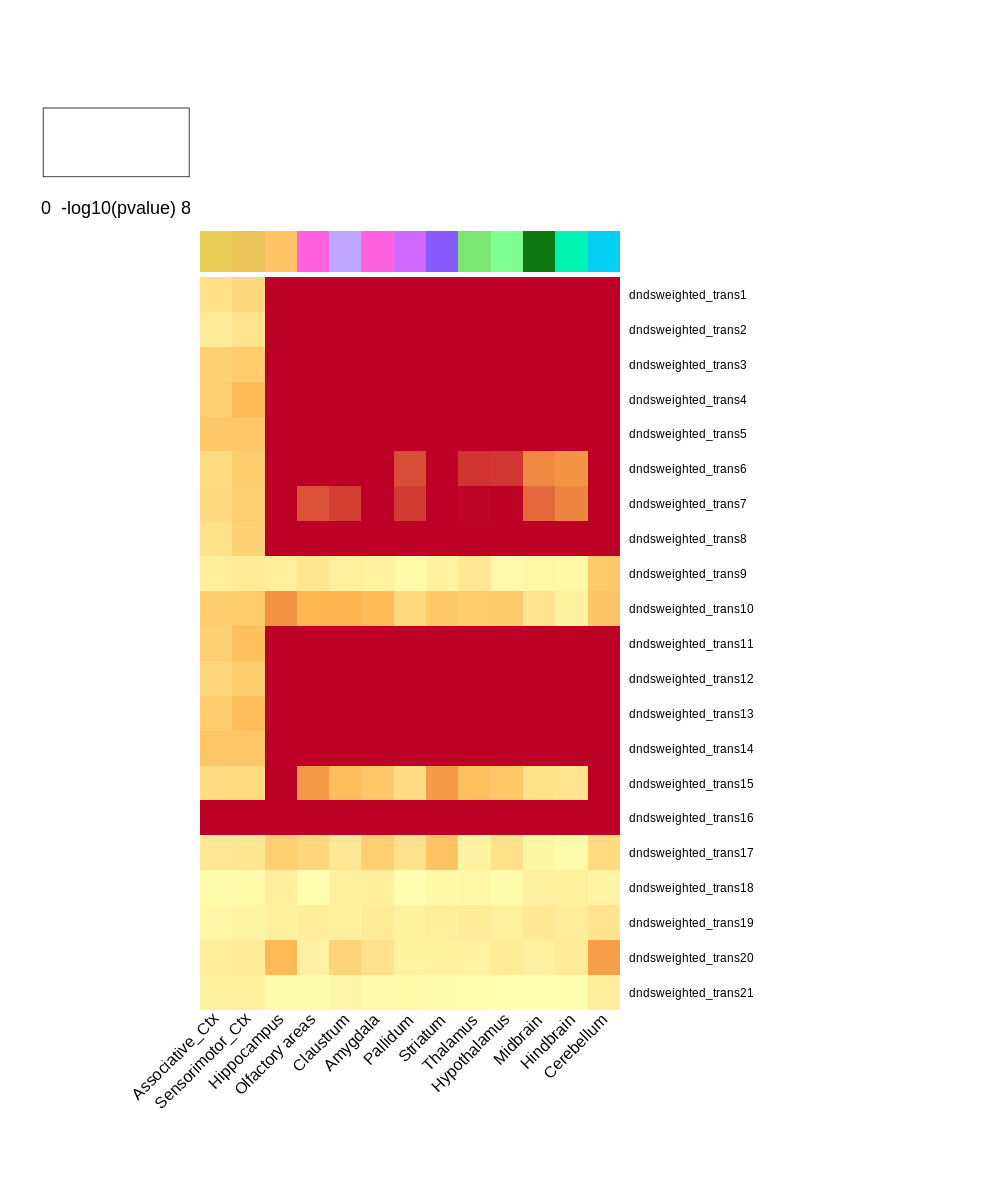 0 -log10(pvalue) 8
dndsweighted_trans1
dndsweighted_trans2
dndsweighted_trans3
dndsweighted_trans4
dndsweighted_trans5
dndsweighted_trans6
dndsweighted_trans7
dndsweighted_trans8
dndsweighted_trans9
dndsweighted_trans10
dndsweighted_trans11
dndsweighted_trans12
dndsweighted_trans13
dndsweighted_trans14
dndsweighted_trans15
dndsweighted_trans16
dndsweighted_trans17
dndsweighted_trans18
dndsweighted_trans19
dndsweighted_trans20
dndsweighted_trans21
Associative_Ctx
Sensorimotor_Ctx
Hippocampus
Olfactory areas
Claustrum
Amygdala
Pallidum
Striatum
Thalamus
Hypothalamus
Midbrain
Hindbrain
Cerebellum